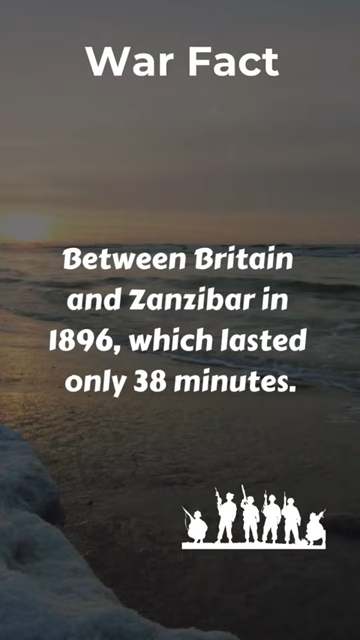 War Fact
Between Britain
and Zanzibar in
1896, which lasted
only 38 minutes.